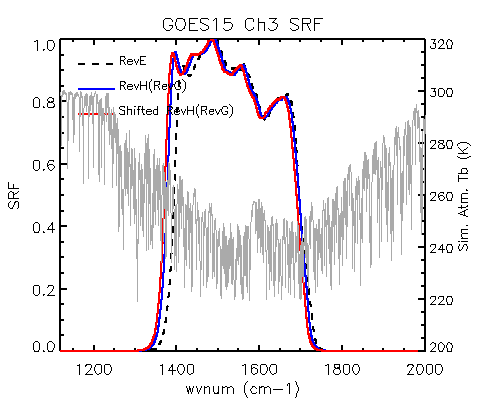 GOES15 Ch3 SRF
1.0
0.8
0.6
0.4
0.2
0.0
SRF
RevE
RevH(RevG)
Shifted RevH(RevG)
320
300
280
260
240
220
200
Sim. Atm. Tb (K)
1200 1400 1600 1800 2000
wvnum (cm-1)